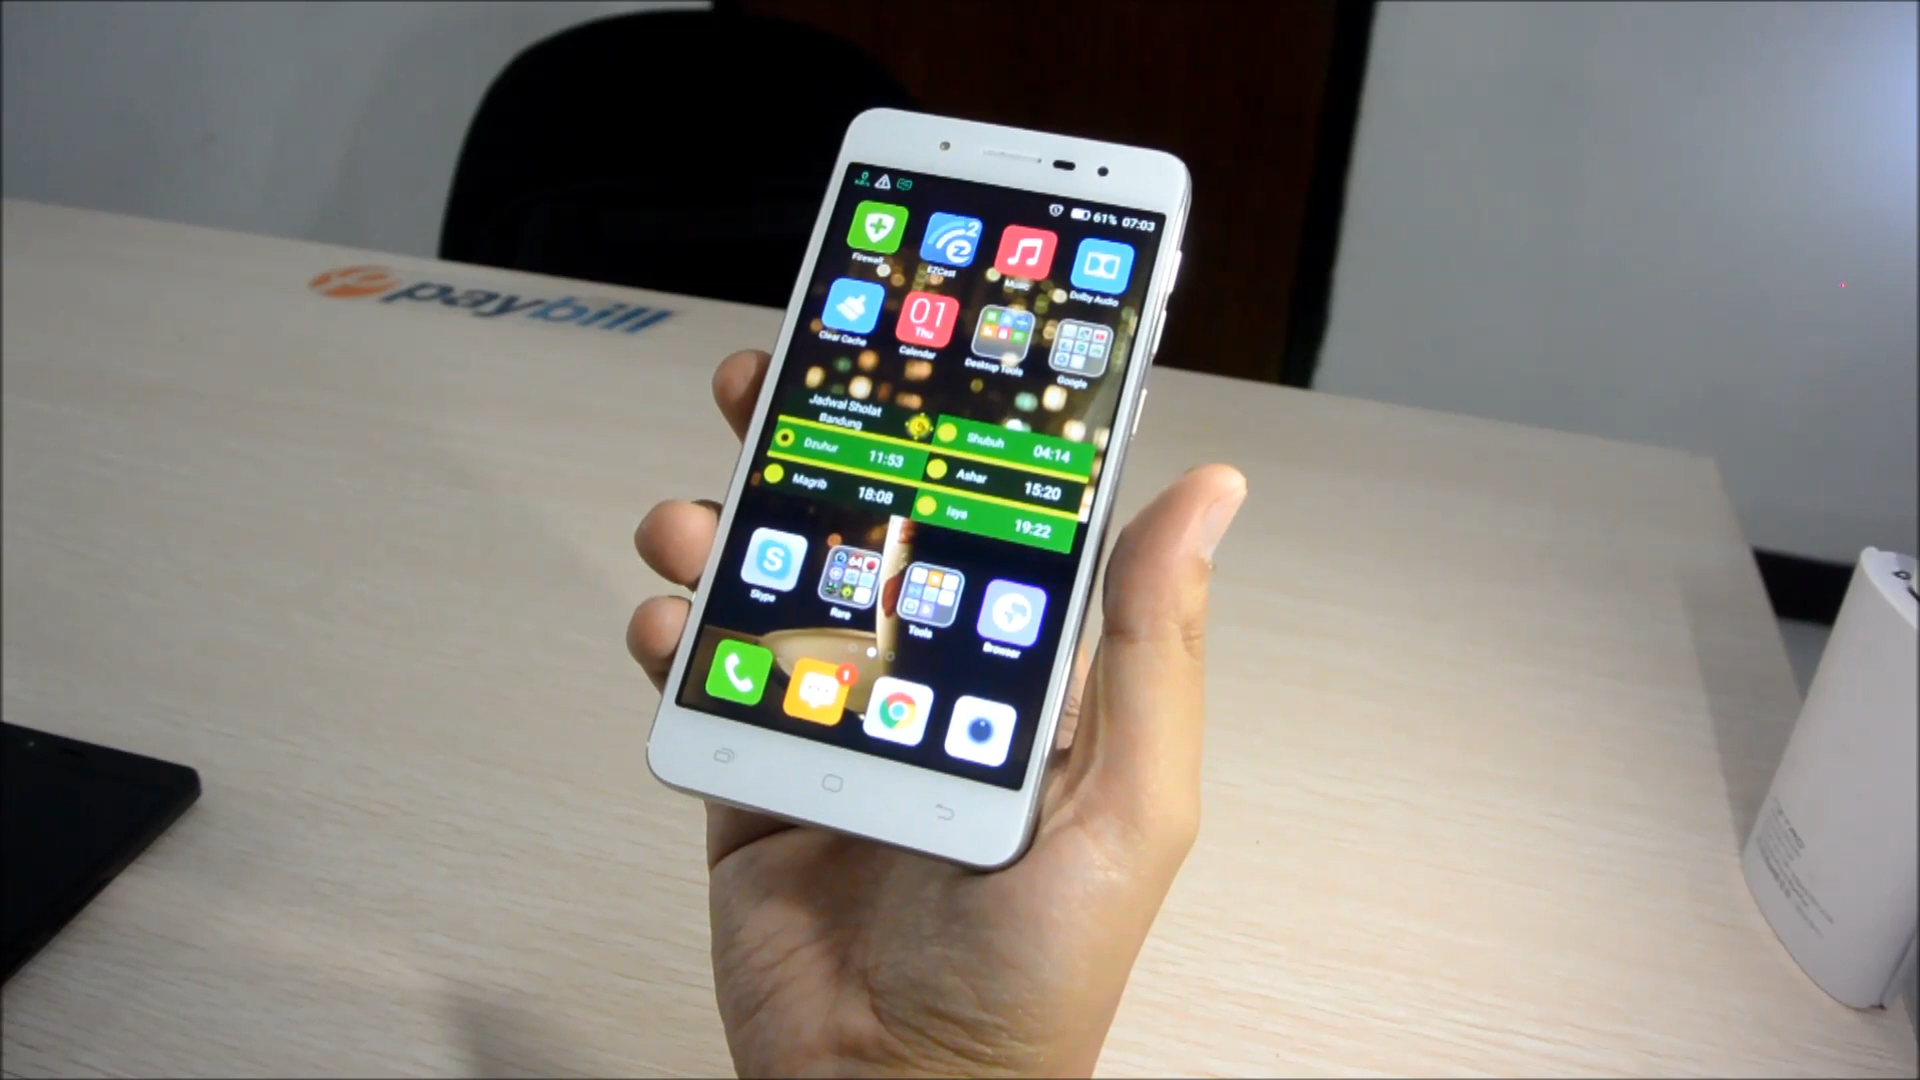 paybill
61% 07:03
Firewall
EZCast
Music
Dolby Audio
Clear Cache
01
Thu
Calendar
Desktop Tools
Google
Jadwal Sholat
Bandung
Shubuh 04:14
Dzuhur 11:53
Ashar 15:20
Magrib 18:08
Isya 19:22
Skype
Rare
Tools
Browser
1